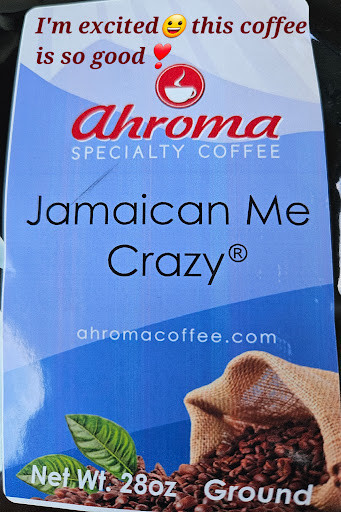 I'm excited😀this coffee
is so good❣️
ahroma
SPECIALTY COFFEE
Jamaican Me
Crazy®
ahromacoffee.com
Net Wt. 28oz Ground